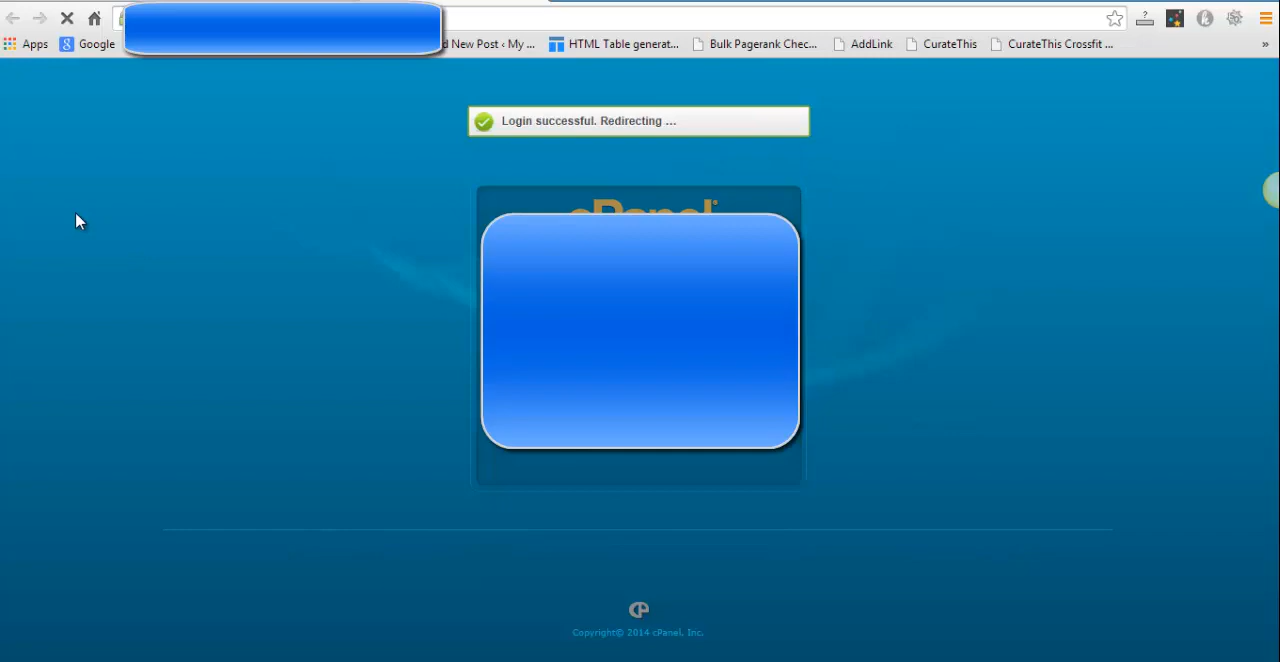 Apps Google d New Post ‹ My ... HTML Table generat... Bulk Pagerank Chec... AddLink CurateThis CurateThis Crossfit ... »
Login successful. Redirecting ...
cPanel
Copyright© 2014 cPanel, Inc.